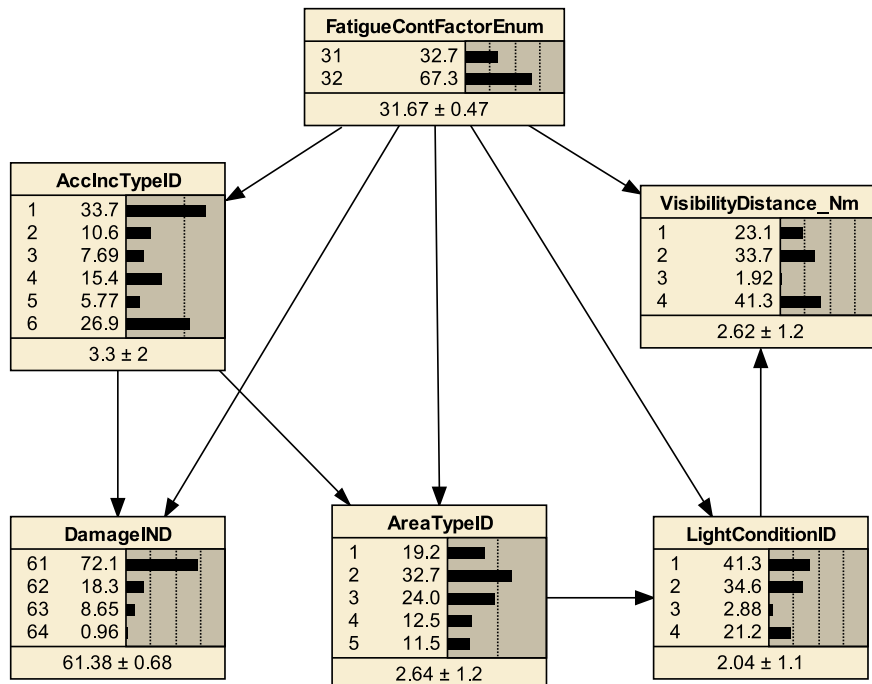 FatigueContFactorEnum
31 32.7
32 67.3
31.67 ± 0.47
AccIncTypeID
1 33.7
2 10.6
3 7.69
4 15.4
5 5.77
6 26.9
3.3 ± 2
VisibilityDistance_Nm
1 23.1
2 33.7
3 1.92
4 41.3
2.62 ± 1.2
DamageIND
61 72.1
62 18.3
63 8.65
64 0.96
61.38 ± 0.68
AreaTypeID
1 19.2
2 32.7
3 24.0
4 12.5
5 11.5
2.64 ± 1.2
LightConditionID
1 41.3
2 34.6
3 2.88
4 21.2
2.04 ± 1.1